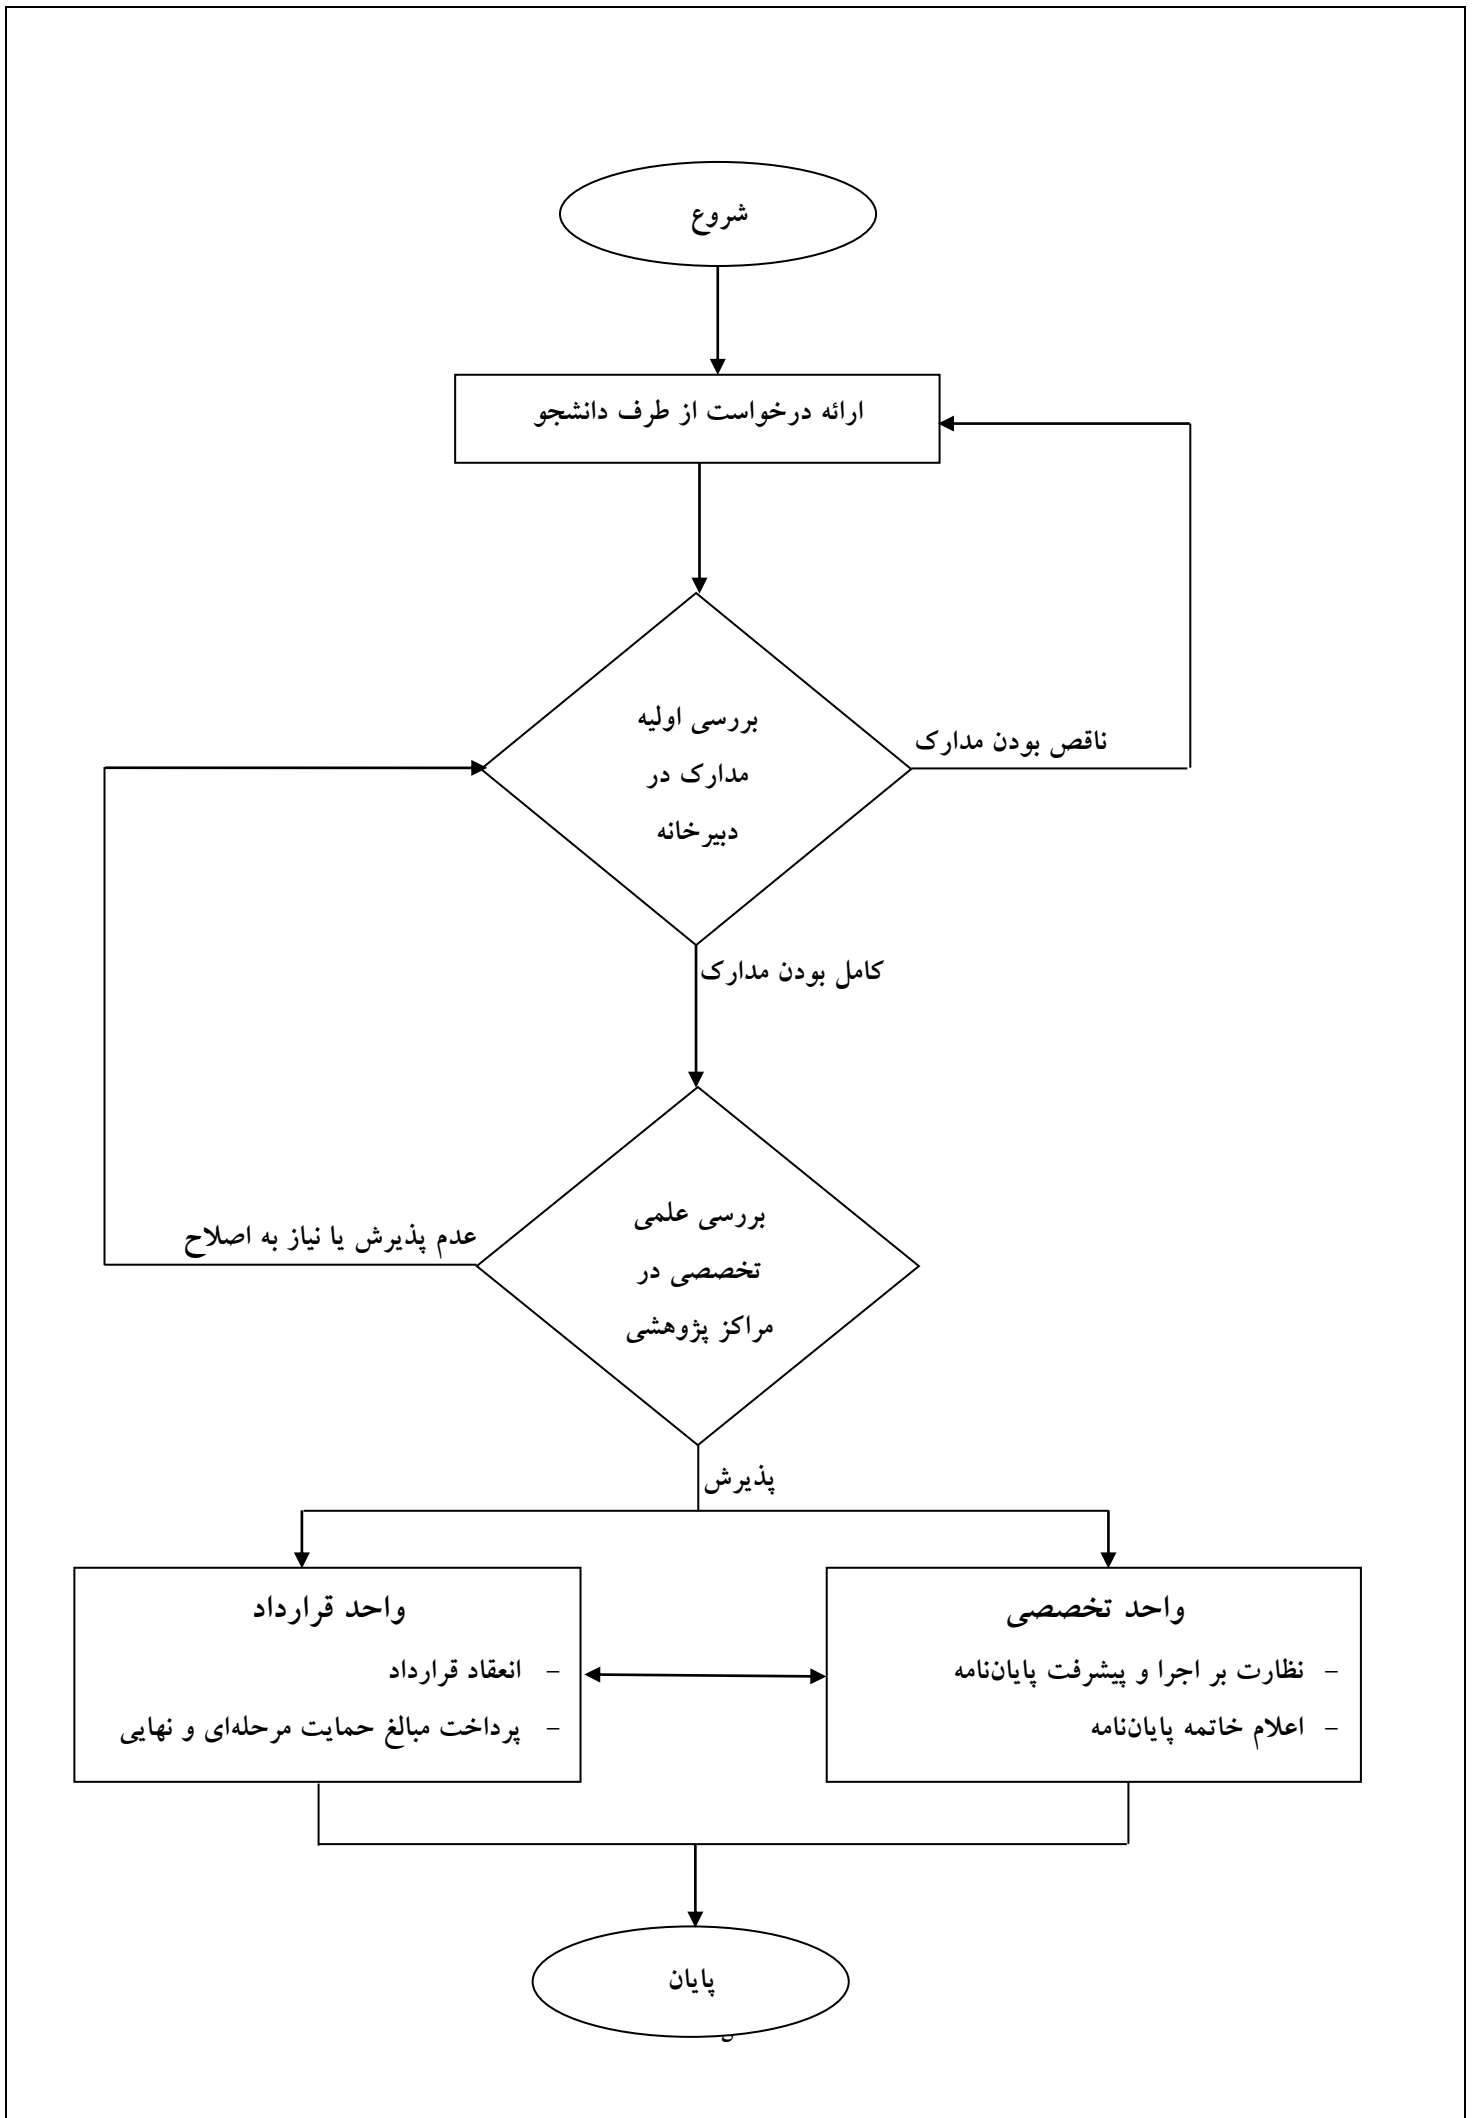 شروع
ارائه درخواست از طرف دانشجو
بررسی اولیه
مدارک در
دبیرخانه
ناقص بودن مدارک
کامل بودن مدارک
بررسی علمی
تخصصی در
مراکز پژوهشی
عدم پذیرش یا نیاز به اصلاح
پذیرش
واحد تخصصی
- نظارت بر اجرا و پیشرفت پایان‌نامه
- اعلام خاتمه پایان‌نامه
واحد قرارداد
- انعقاد قرارداد
- پرداخت مبالغ حمایت مرحله‌ای و نهایی
پایان